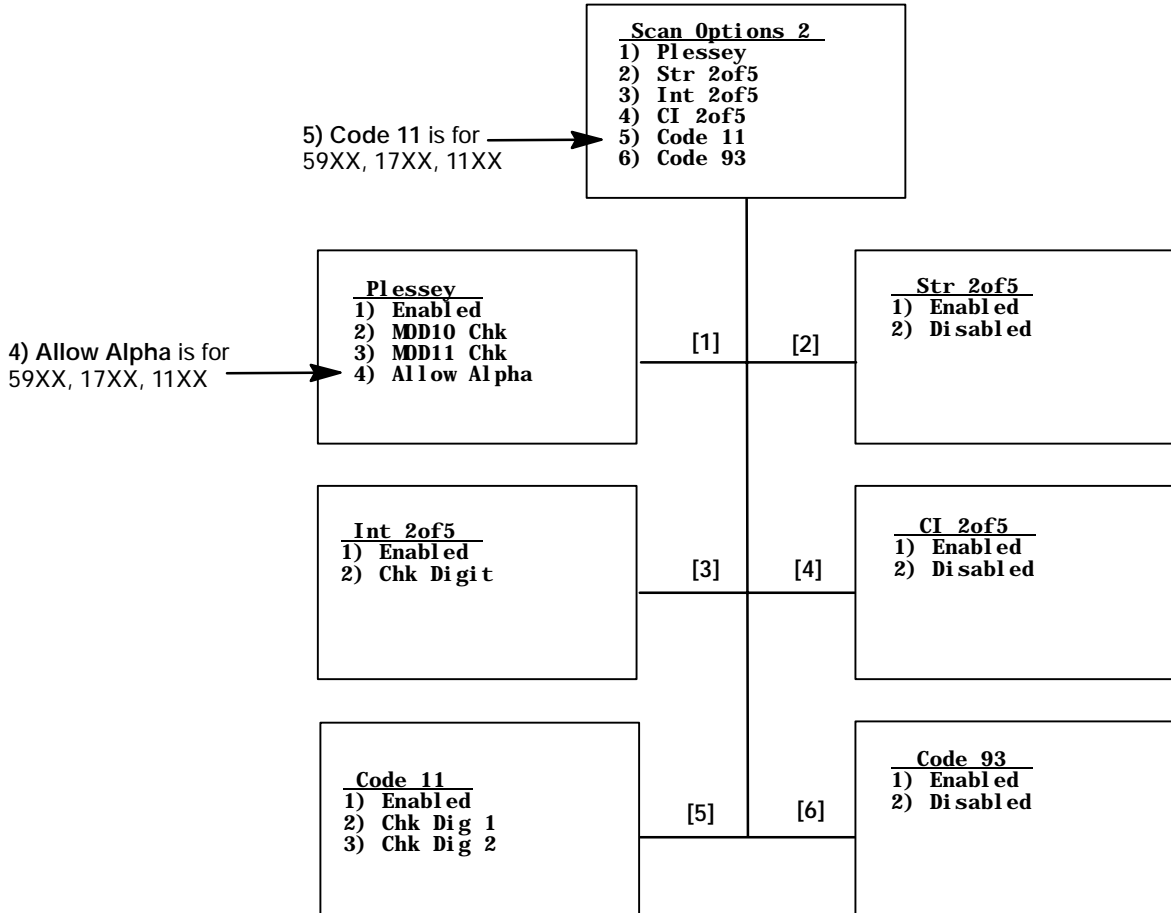 Scan Options 2
1) Plessey
2) Str 2of5
3) Int 2of5
4) CI 2of5
5) Code 11
6) Code 93
5) Code 11 is for
59XX, 17XX, 11XX
Plessey
1) Enabled
2) MOD10 Chk
3) MOD11 Chk
4) Allow Alpha
4) Allow Alpha is for
59XX, 17XX, 11XX
[1]
[2]
Str 2of5
1) Enabled
2) Disabled
Int 2of5
1) Enabled
2) Chk Digit
[3]
[4]
CI 2of5
1) Enabled
2) Disabled
Code 11
1) Enabled
2) Chk Dig 1
3) Chk Dig 2
[5]
[6]
Code 93
1) Enabled
2) Disabled